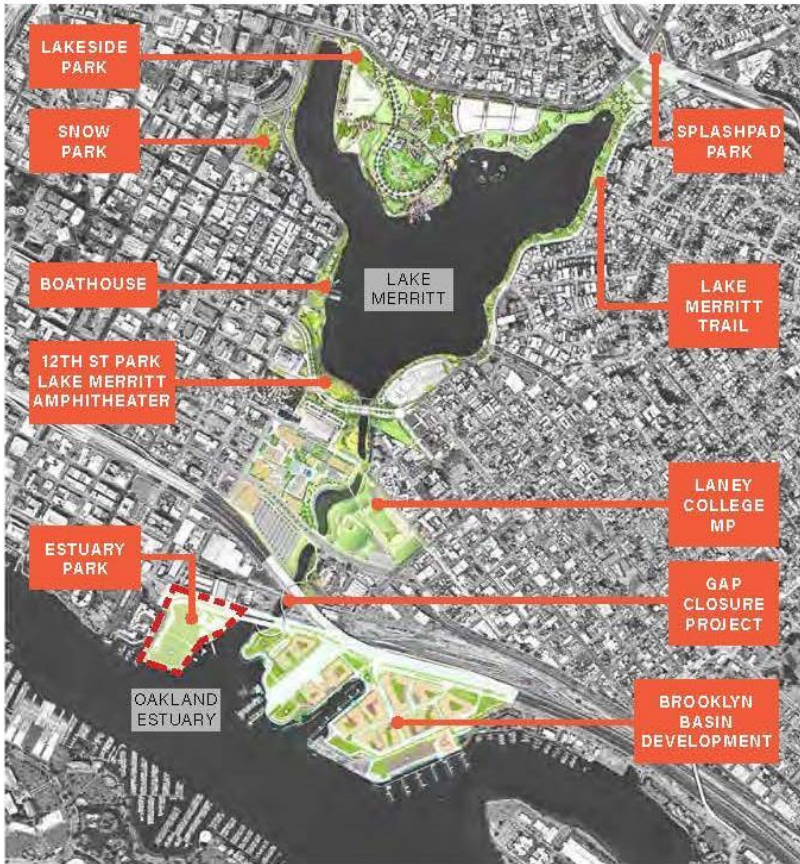 LAKESIDE
PARK
SNOW
PARK
SPLASHPAD
PARK
BOATHOUSE
LAKE
MERRITT
LAKE
MERRITT
TRAIL
12TH ST PARK
LAKE MERRITT
AMPHITHEATER
LANEY
COLLEGE
MP
ESTUARY
PARK
GAP
CLOSURE
PROJECT
OAKLAND
ESTUARY
BROOKLYN
BASIN
DEVELOPMENT